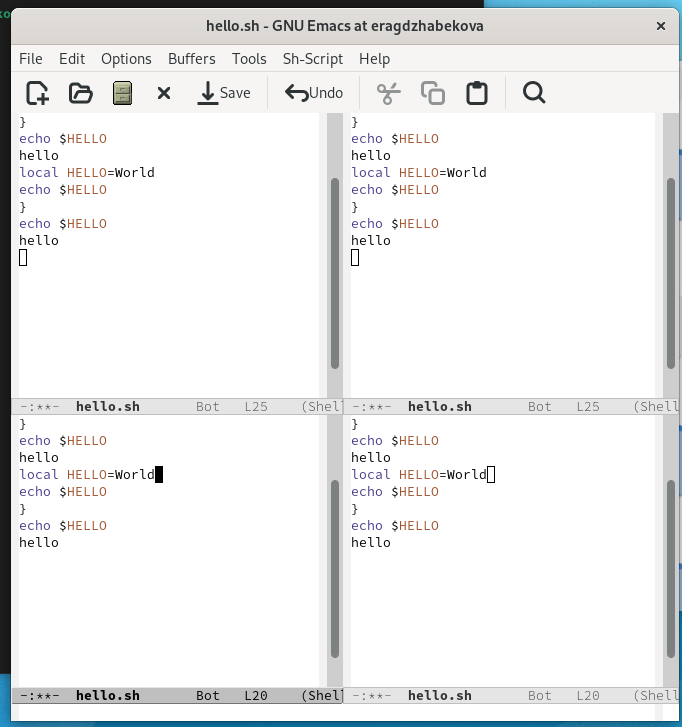 ko
hello.sh - GNU Emacs at eragdzhabekova
File Edit Options Buffers Tools Sh-Script Help
Save Undo
}
echo $HELLO
hello
local HELLO=World
echo $HELLO
}
echo $HELLO
hello
-:**- hello.sh Bot L25 (Shel
}
echo $HELLO
hello
local HELLO=World
echo $HELLO
}
echo $HELLO
hello
-:**- hello.sh Bot L25 (Shell
}
echo $HELLO
hello
local HELLO=World
echo $HELLO
}
echo $HELLO
hello
-:**- hello.sh Bot L20 (Shel
}
echo $HELLO
hello
local HELLO=World
echo $HELLO
}
echo $HELLO
hello
-:**- hello.sh Bot L20 (Shell